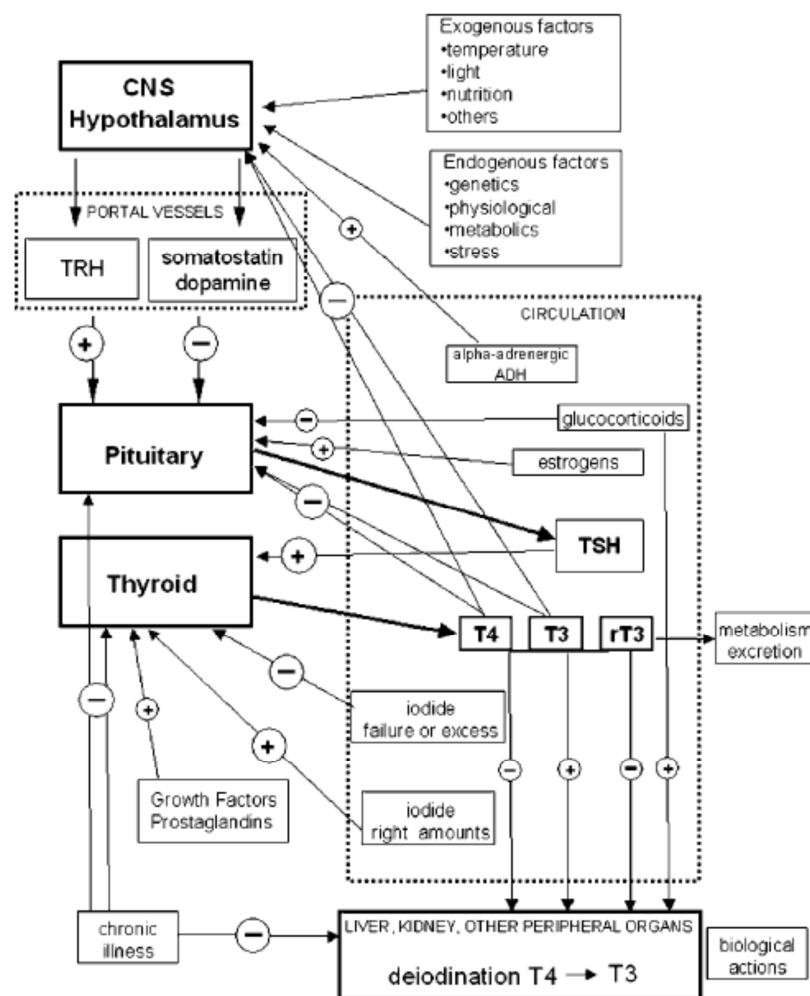 Exogenous factors
•temperature
•light
•nutrition
•others
CNS
Hypothalamus
Endogenous factors
•genetics
•physiological
•metabolics
•stress
PORTAL VESSELS
TRH
somatostatin
dopamine
+
−
+
−
CIRCULATION
alpha-adrenergic
ADH
glucocorticoids
−
Pituitary
+
estrogens
−
TSH
+
Thyroid
T4
T3
rT3
metabolism
excretion
−
−
+
iodide
failure or excess
+
−
+
−
+
Growth Factors
Prostaglandins
iodide
right amounts
chronic
illness
−
LIVER, KIDNEY, OTHER PERIPHERAL ORGANS
deiodination T4 → T3
biological
actions